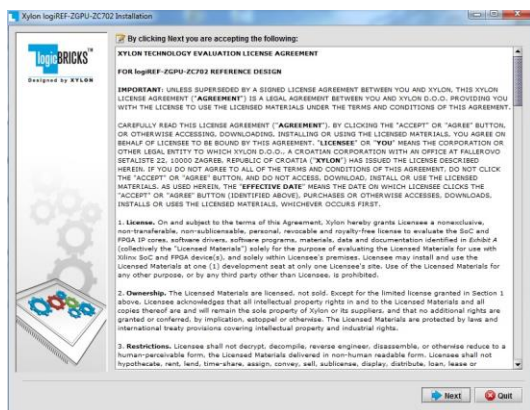 Xylon logiREF-ZGPU-ZC702 Installation
logicBRICKS™
Designed by XYLON
By clicking Next you are accepting the following:
XYLON TECHNOLOGY EVALUATION LICENSE AGREEMENT
FOR logiREF-ZGPU-ZC702 REFERENCE DESIGN
IMPORTANT: UNLESS SUPERSEDED BY A SIGNED LICENSE AGREEMENT BETWEEN YOU AND XYLON, THIS XYLON
LICENSE AGREEMENT ("AGREEMENT") IS A LEGAL AGREEMENT BETWEEN YOU AND XYLON D.O.O. PROVIDING YOU
WITH THE LICENSE TO USE THE LICENSED MATERIALS UNDER THE TERMS AND CONDITIONS OF THIS AGREEMENT.
CAREFULLY READ THIS LICENSE AGREEMENT ("AGREEMENT"). BY CLICKING THE "ACCEPT" OR "AGREE" BUTTON,
OR OTHERWISE ACCESSING, DOWNLOADING, INSTALLING OR USING THE LICENSED MATERIALS, YOU AGREE ON
BEHALF OF LICENSEE TO BE BOUND BY THIS AGREEMENT. "LICENSEE" OR "YOU" MEANS THE CORPORATION OR
OTHER LEGAL ENTITY TO WHICH XYLON D.O.O., A CROATIAN CORPORATION WITH AN OFFICE AT FALLEROVO
SETALISTE 22, 10000 ZAGREB, REPUBLIC OF CROATIA ("XYLON") HAS ISSUED THE LICENSE DESCRIBED
HEREIN. IF YOU DO NOT AGREE TO ALL OF THE TERMS AND CONDITIONS OF THIS AGREEMENT, DO NOT CLICK
THE "ACCEPT" OR "AGREE" BUTTON, AND DO NOT ACCESS, DOWNLOAD, INSTALL OR USE THE LICENSED
MATERIALS. AS USED HEREIN, THE "EFFECTIVE DATE" MEANS THE DATE ON WHICH LICENSEE CLICKS THE
"ACCEPT" OR "AGREE" BUTTON (IDENTIFIED ABOVE), PURCHASES OR OTHERWISE ACCESSES, DOWNLOADS,
INSTALLS OR USES THE LICENSED MATERIALS, WHICHEVER OCCURS FIRST.
1. License. On and subject to the terms of this Agreement, Xylon hereby grants Licensee a nonexclusive,
non-transferable, non-sublicensable, personal, revocable and royalty-free license to evaluate the SoC and
FPGA IP cores, software drivers, software programs, materials, data and documentation identified in Exhibit A
(collectively the "Licensed Materials") solely for the purpose of evaluating the Licensed Materials for use with
Xilinx SoC and FPGA device(s), and solely within Licensee's premises. Licensee may install and use the
Licensed Materials at one (1) development seat at only one Licensee's site. Use of the Licensed Materials for
any other purpose, or by any third party other than Licensee, is prohibited.
2. Ownership. The Licensed Materials are licensed, not sold. Except for the limited license granted in Section 1
above, Licensee acknowledges that all intellectual property rights in and to the Licensed Materials and all
copies thereof are and will remain the sole property of Xylon or its suppliers, and that no additional rights are
granted or conferred, by implication, estoppel or otherwise. The Licensed Materials are protected by laws and
international treaty provisions covering intellectual property and industrial rights.
3. Restrictions. Licensee shall not decrypt, decompile, reverse engineer, disassemble, or otherwise reduce to a
human-perceivable form, the Licensed Materials delivered in non-human readable form. Licensee shall not
hypothecate, rent, lend, time-share, assign, convey, sell, sublicense, display, distribute, loan, lease or
Next
Quit